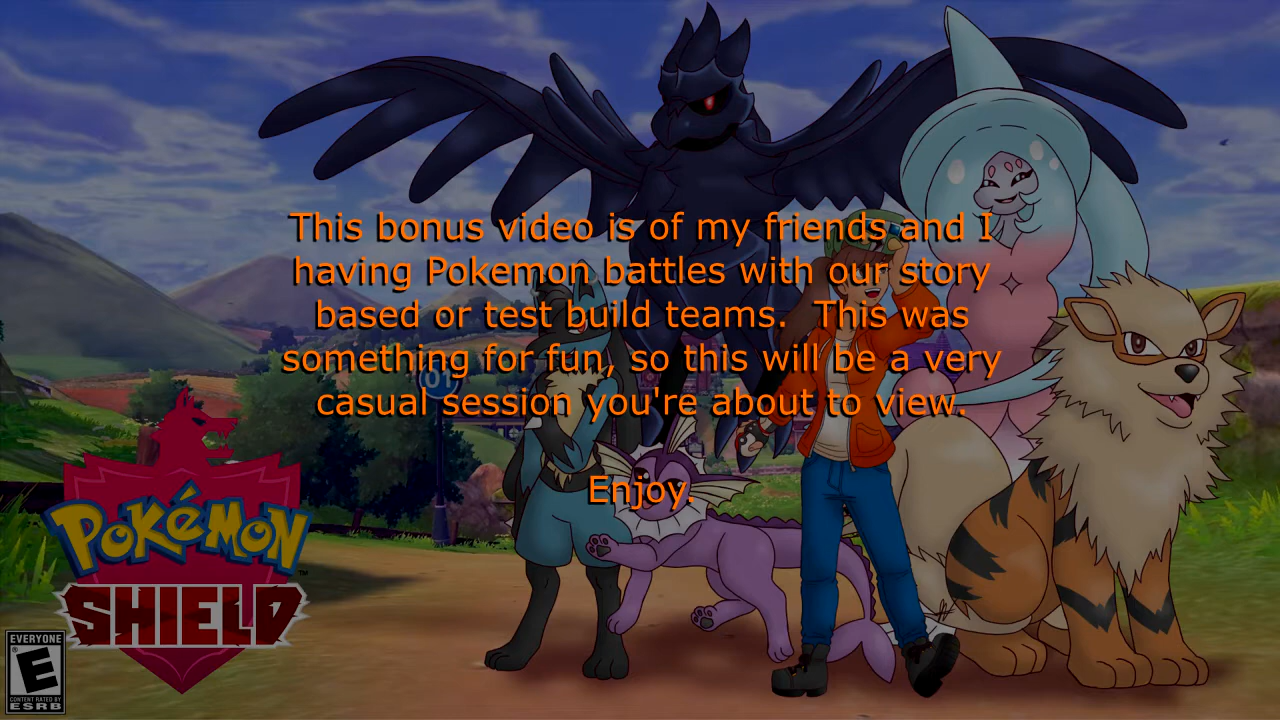 This bonus video is of my friends and I
having Pokemon battles with our story
based or test build teams.  This was
something for fun, so this will be a very
casual session you're about to view.
Enjoy.
01
POKéMON
TM
SHIELD
EVERYONE
E
®
CONTENT RATED BY
ESRB